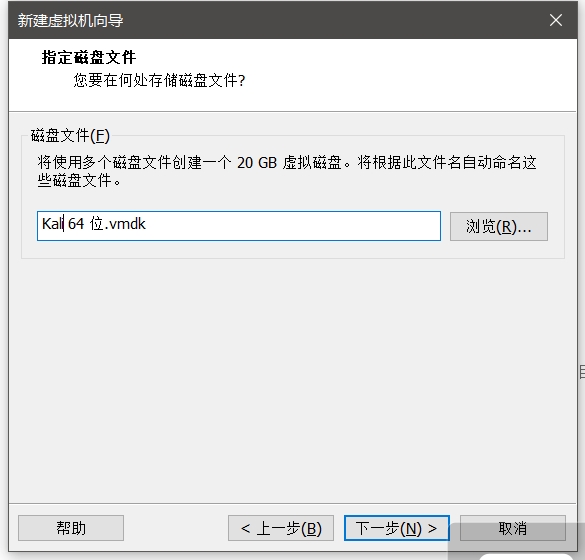 新建虚拟机向导
指定磁盘文件
您要在何处存储磁盘文件?
磁盘文件(F)
将使用多个磁盘文件创建一个 20 GB 虚拟磁盘。将根据此文件名自动命名这
些磁盘文件。
Kali 64 位.vmdk
浏览(R)...
帮助
< 上一步(B)
下一步(N) >
取消